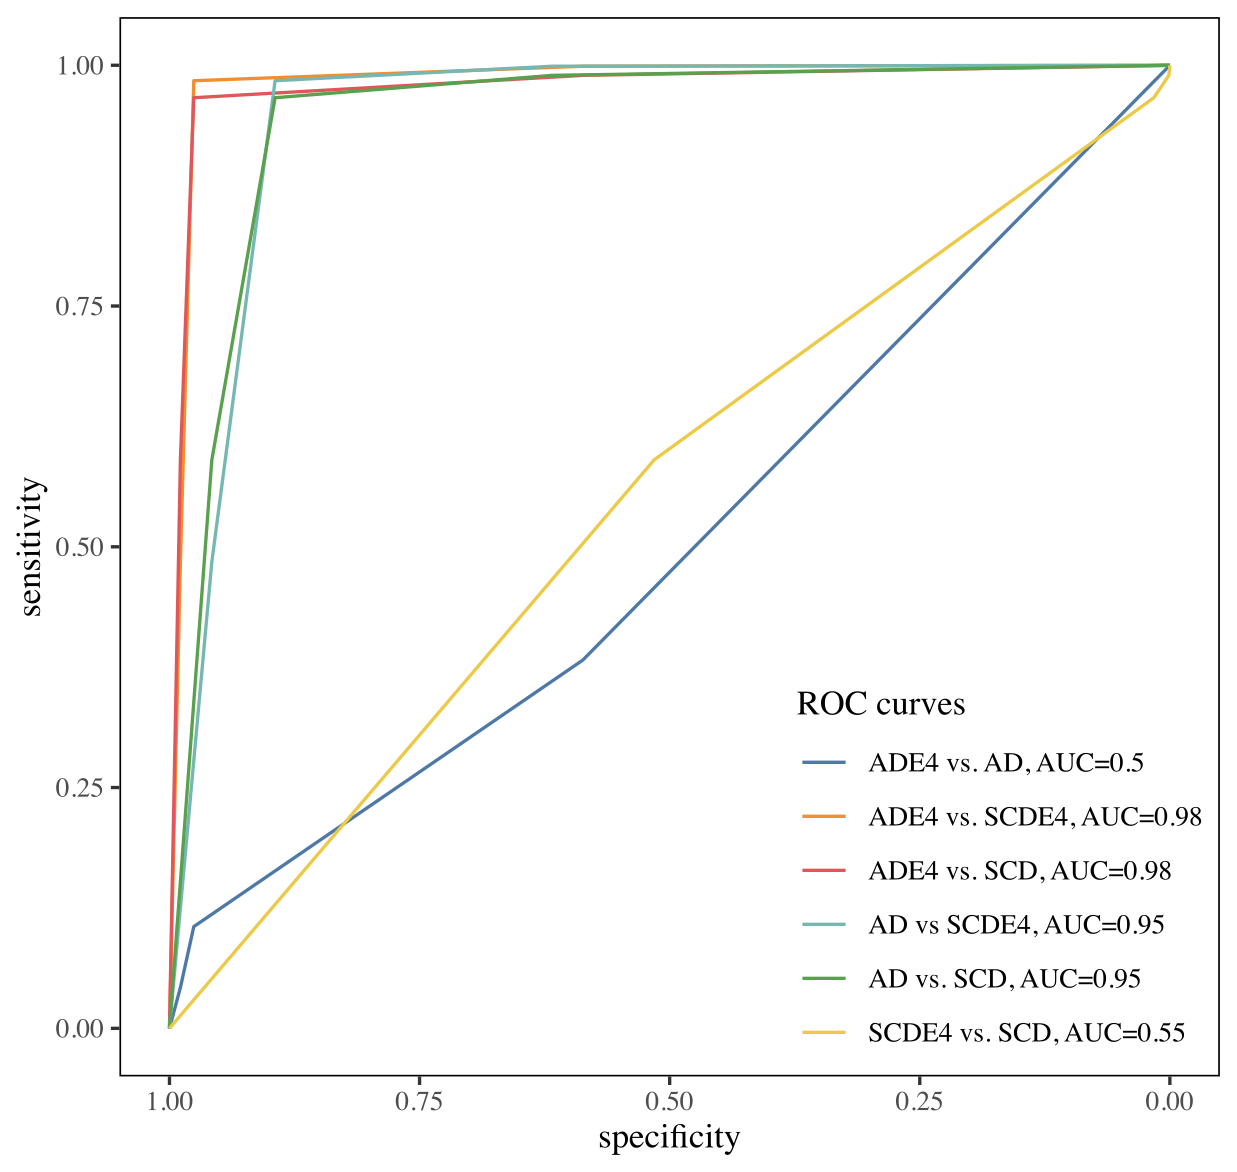 1.00
0.75
0.50
0.25
0.00
sensitivity
ROC curves
ADE4 vs. AD, AUC=0.5
ADE4 vs. SCDE4, AUC=0.98
ADE4 vs. SCD, AUC=0.98
AD vs SCDE4, AUC=0.95
AD vs. SCD, AUC=0.95
SCDE4 vs. SCD, AUC=0.55
1.00 0.75 0.50 0.25 0.00
specificity